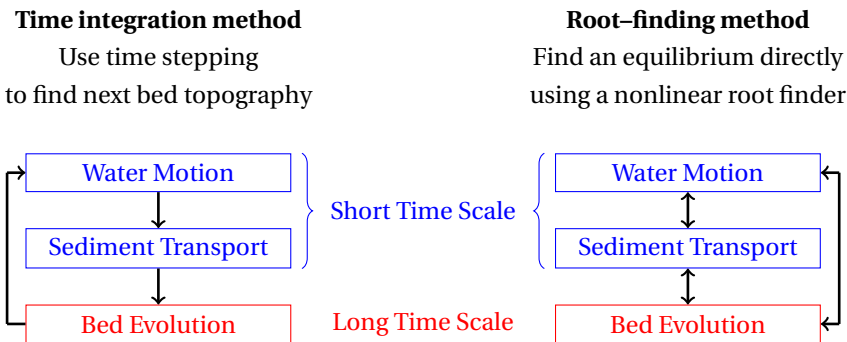 Time integration method
Use time stepping
to find next bed topography
Root–finding method
Find an equilibrium directly
using a nonlinear root finder
Water Motion
Sediment Transport
Bed Evolution
Short Time Scale
Long Time Scale
Water Motion
Sediment Transport
Bed Evolution